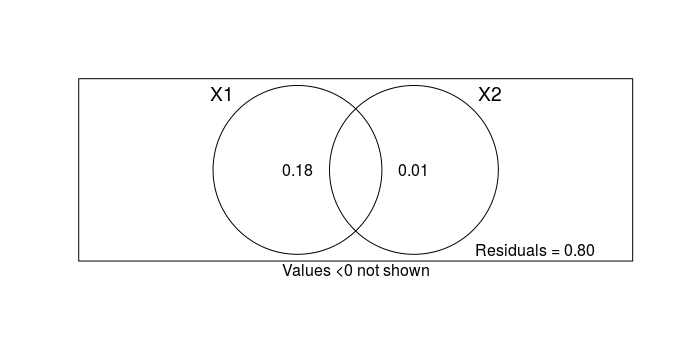 X1
X2
0.18
0.01
Residuals = 0.80
Values <0 not shown